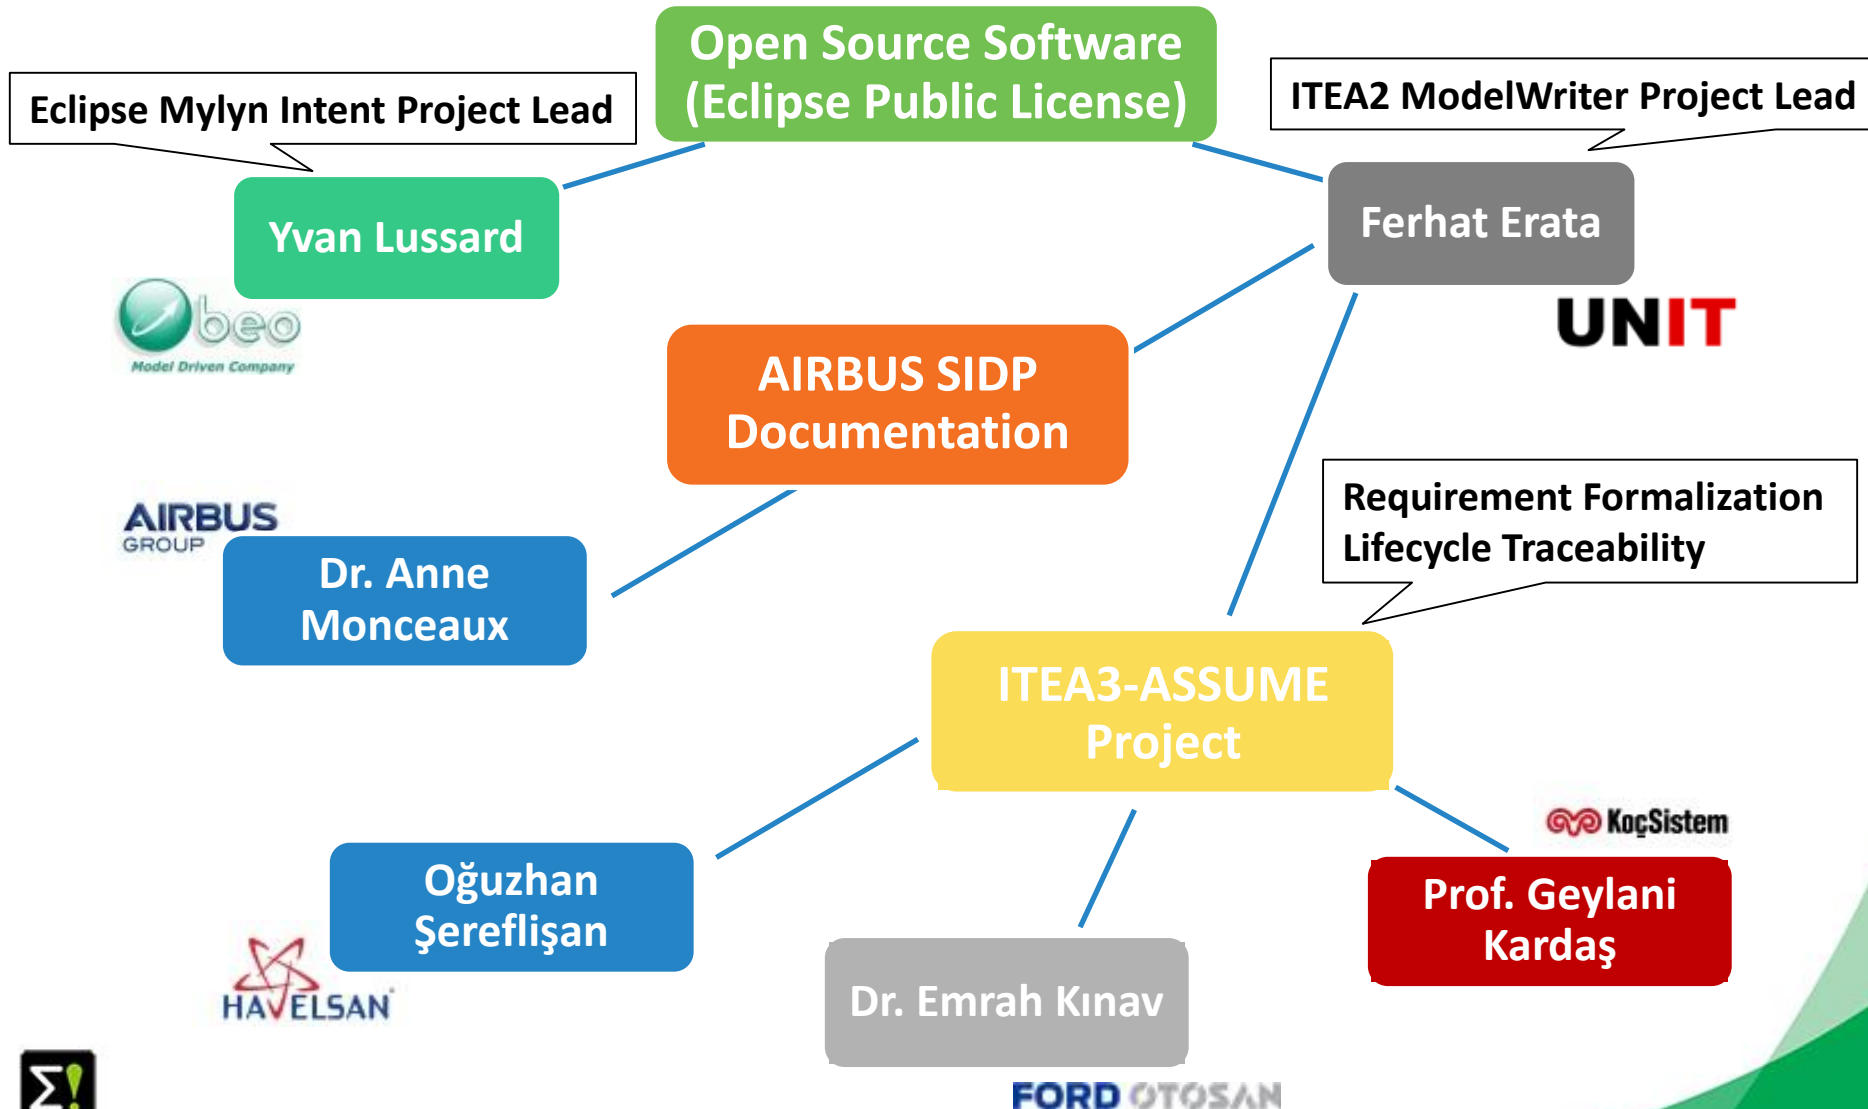 Open Source Software
(Eclipse Public License)
Eclipse Mylyn Intent Project Lead
ITEA2 ModelWriter Project Lead
Yvan Lussard
Ferhat Erata
Obeo
Model Driven Company
UNIT
AIRBUS SIDP
Documentation
AIRBUS
GROUP
Requirement Formalization
Lifecycle Traceability
Dr. Anne
Monceaux
ITEA3-ASSUME
Project
KoçSistem
Oğuzhan
Şereflişan
Prof. Geylani
Kardaş
HAVELSAN
Dr. Emrah Kınav
Σ!
FORD OTOSAN